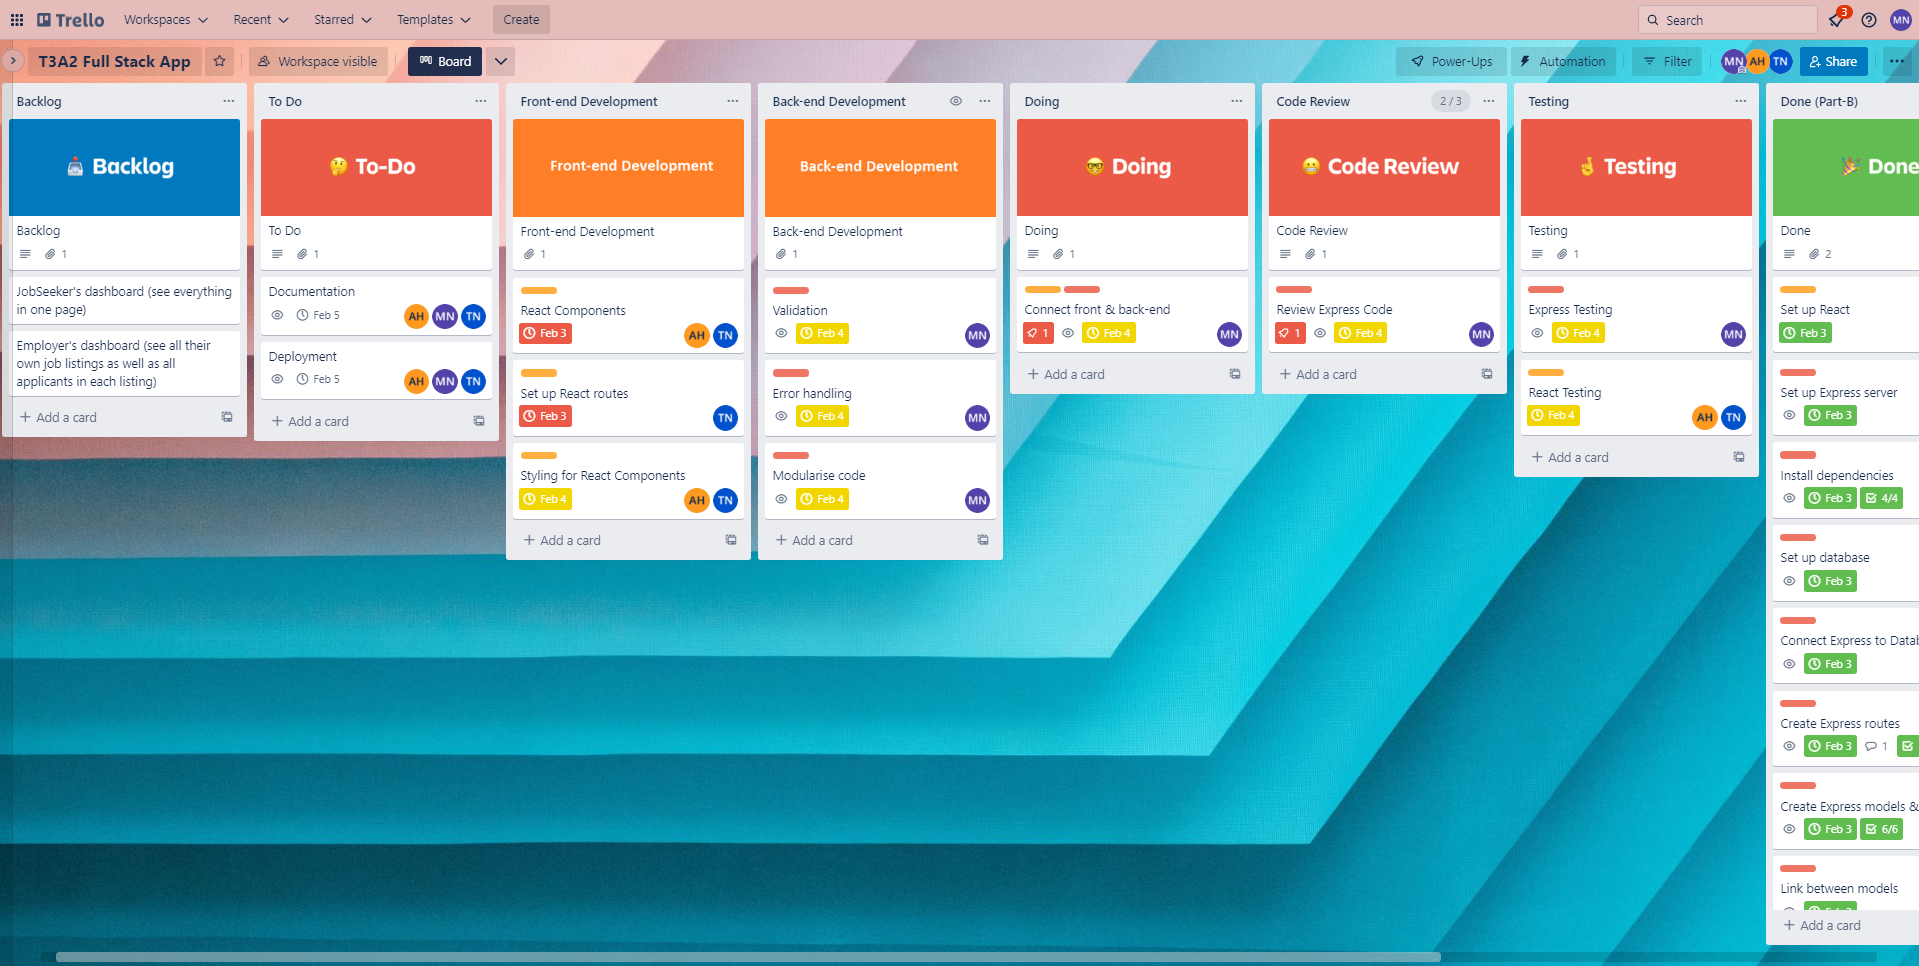 Trello
Workspaces
Recent
Starred
Templates
Create
Search
3
MN
T3A2 Full Stack App
Workspace visible
Board
Power-Ups
Automation
Filter
MN
AH
TN
Share
Backlog
Backlog
Backlog
1
JobSeeker's dashboard (see everything
in one page)
Employer's dashboard (see all their
own job listings as well as all
applicants in each listing)
Add a card
To Do
To-Do
To Do
1
Documentation
Feb 5
AH
MN
TN
Deployment
Feb 5
AH
MN
TN
Add a card
Front-end Development
Front-end Development
Front-end Development
1
React Components
Feb 3
AH
TN
Set up React routes
Feb 3
TN
Styling for React Components
Feb 4
AH
TN
Add a card
Back-end Development
Back-end Development
Back-end Development
1
Validation
Feb 4
MN
Error handling
Feb 4
MN
Modularise code
Feb 4
MN
Add a card
Doing
Doing
Doing
1
Connect front & back-end
1
Feb 4
MN
Add a card
Code Review
2 / 3
Code Review
Code Review
1
Review Express Code
1
Feb 4
MN
Add a card
Testing
Testing
Testing
1
Express Testing
Feb 4
MN
React Testing
Feb 4
AH
TN
Add a card
Done (Part-B)
Done
Done
2
Set up React
Feb 3
Set up Express server
Feb 3
Install dependencies
Feb 3
4/4
Set up database
Feb 3
Connect Express to Datab
Feb 3
Create Express routes
Feb 3
1
Create Express models &
Feb 3
6/6
Link between models
Add a card